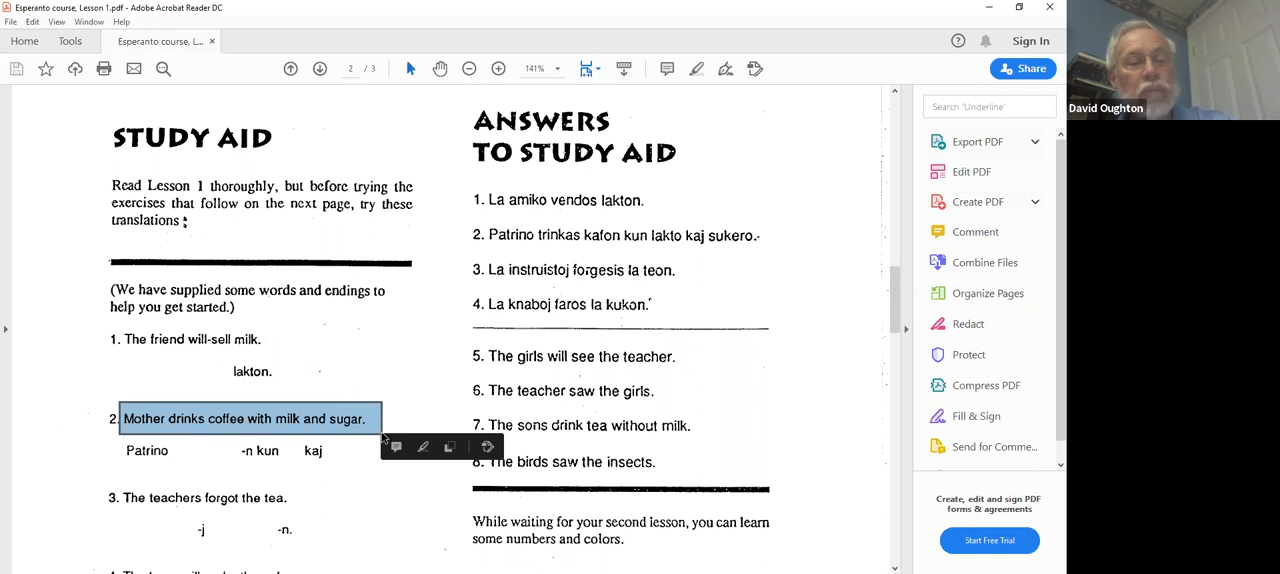 Esperanto course, Lesson 1.pdf - Adobe Acrobat Reader DC
File Edit View Window Help
Home Tools Esperanto course, L... ×
Sign In
2 / 3
141%
Share
David Oughton
STUDY AID
Read Lesson 1 thoroughly, but before trying the
exercises that follow on the next page, try these
translations :
(We have supplied some words and endings to
help you get started.)
1. The friend will-sell milk.
lakton.
2. Mother drinks coffee with milk and sugar.
Patrino -n kun kaj
3. The teachers forgot the tea.
-j -n.
ANSWERS
TO STUDY AID
1. La amiko vendos lakton.
2. Patrino trinkas kafon kun lakto kaj sukero.
3. La instruistoj forgesis la teon.
4. La knaboj faros la kukon.
5. The girls will see the teacher.
6. The teacher saw the girls.
7. The sons drink tea without milk.
8. The birds saw the insects.
While waiting for your second lesson, you can learn
some numbers and colors.
Search 'Underline'
Export PDF
Edit PDF
Create PDF
Comment
Combine Files
Organize Pages
Redact
Protect
Compress PDF
Fill & Sign
Send for Comme...
Create, edit and sign PDF
forms & agreements
Start Free Trial